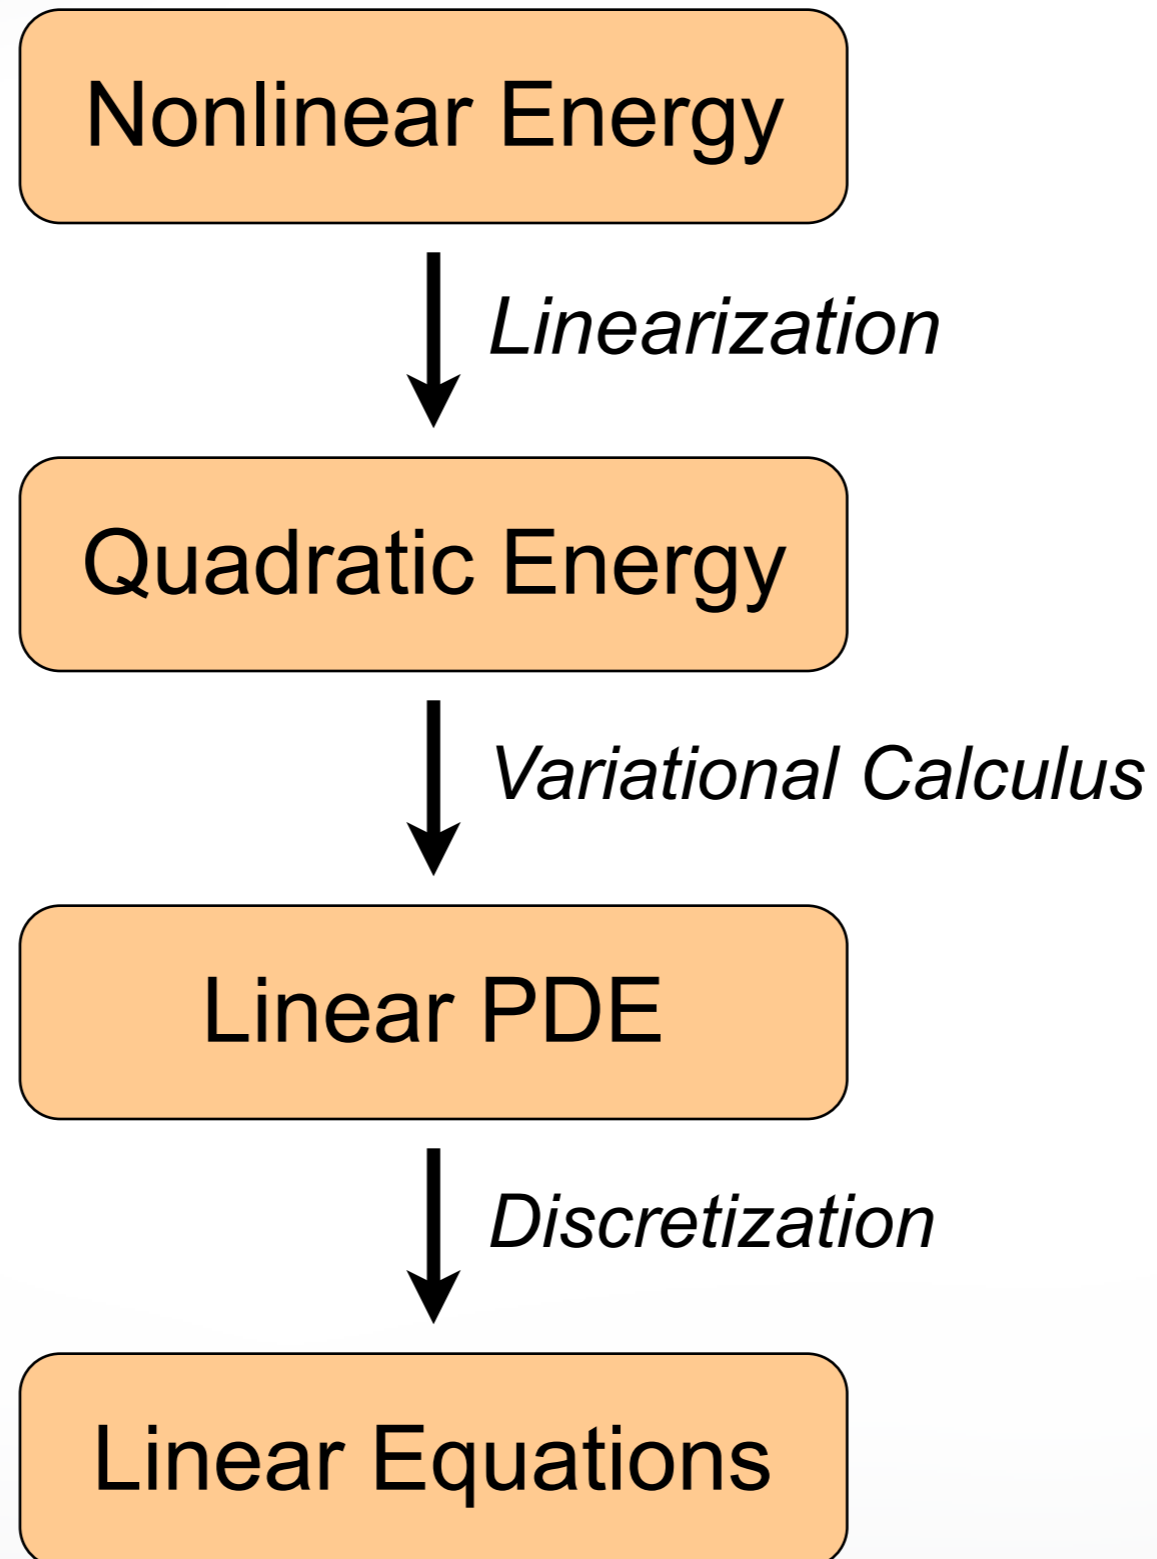 Nonlinear Energy
Linearization
Quadratic Energy
Variational Calculus
Linear PDE
Discretization
Linear Equations